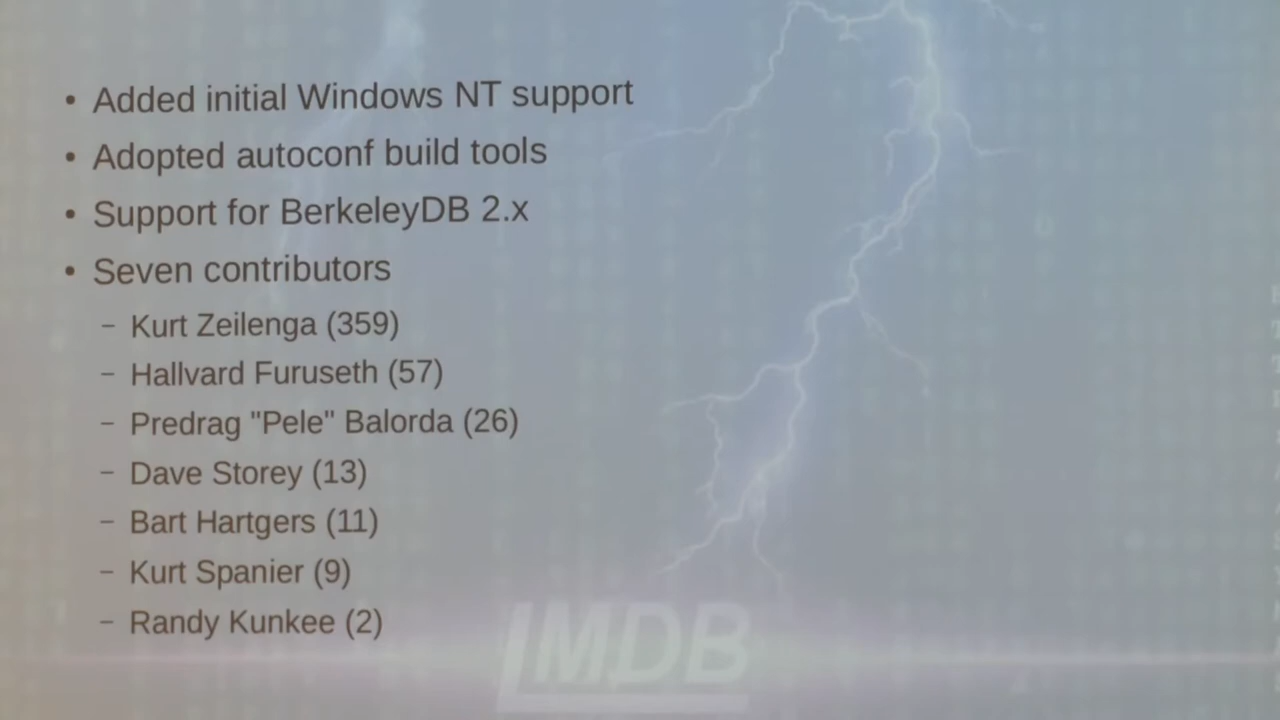 • Added initial Windows NT support
• Adopted autoconf build tools
• Support for BerkeleyDB 2.x
• Seven contributors
– Kurt Zeilenga (359)
– Hallvard Furuseth (57)
– Predrag "Pele" Balorda (26)
– Dave Storey (13)
– Bart Hartgers (11)
– Kurt Spanier (9)
– Randy Kunkee (2)
LMDB